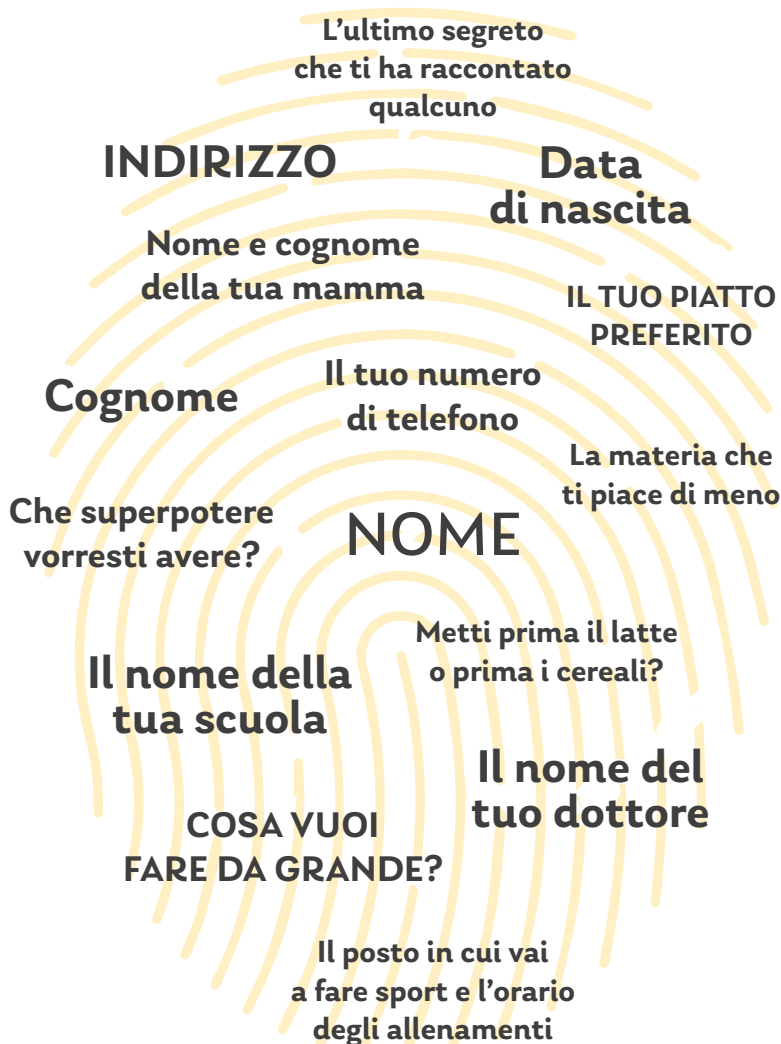 L'ultimo segreto
che ti ha raccontato
qualcuno
INDIRIZZO
Data
di nascita
Nome e cognome
della tua mamma
IL TUO PIATTO
PREFERITO
Cognome
Il tuo numero
di telefono
La materia che
ti piace di meno
Che superpotere
vorresti avere?
NOME
Metti prima il latte
o prima i cereali?
Il nome della
tua scuola
Il nome del
tuo dottore
COSA VUOI
FARE DA GRANDE?
Il posto in cui vai
a fare sport e l'orario
degli allenamenti